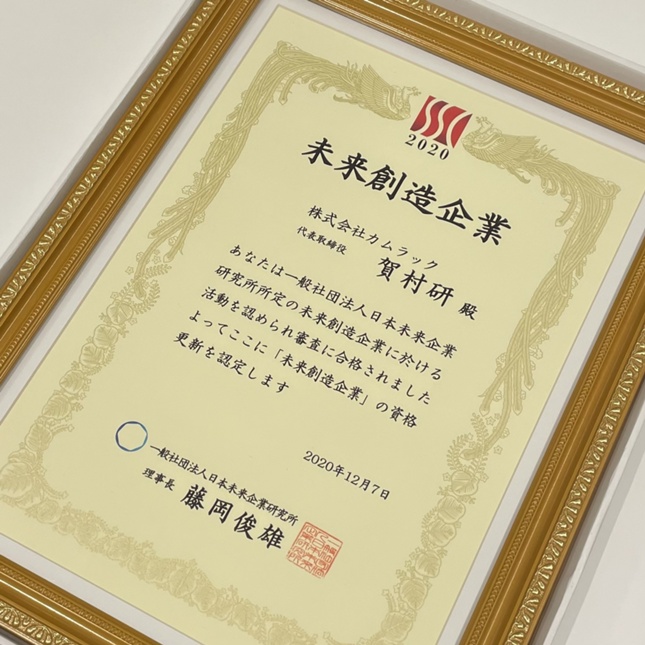 SSC
2020
未来創造企業
株式会社カムラック
代表取締役 賀村研 殿
あなたは一般社団法人日本未来企業
研究所所定の未来創造企業に於ける
活動を認められ審査に合格されました
よってここに「未来創造企業」の資格
更新を認定します
2020年12月7日
一般社団法人日本未来企業研究所
理事長 藤岡俊雄